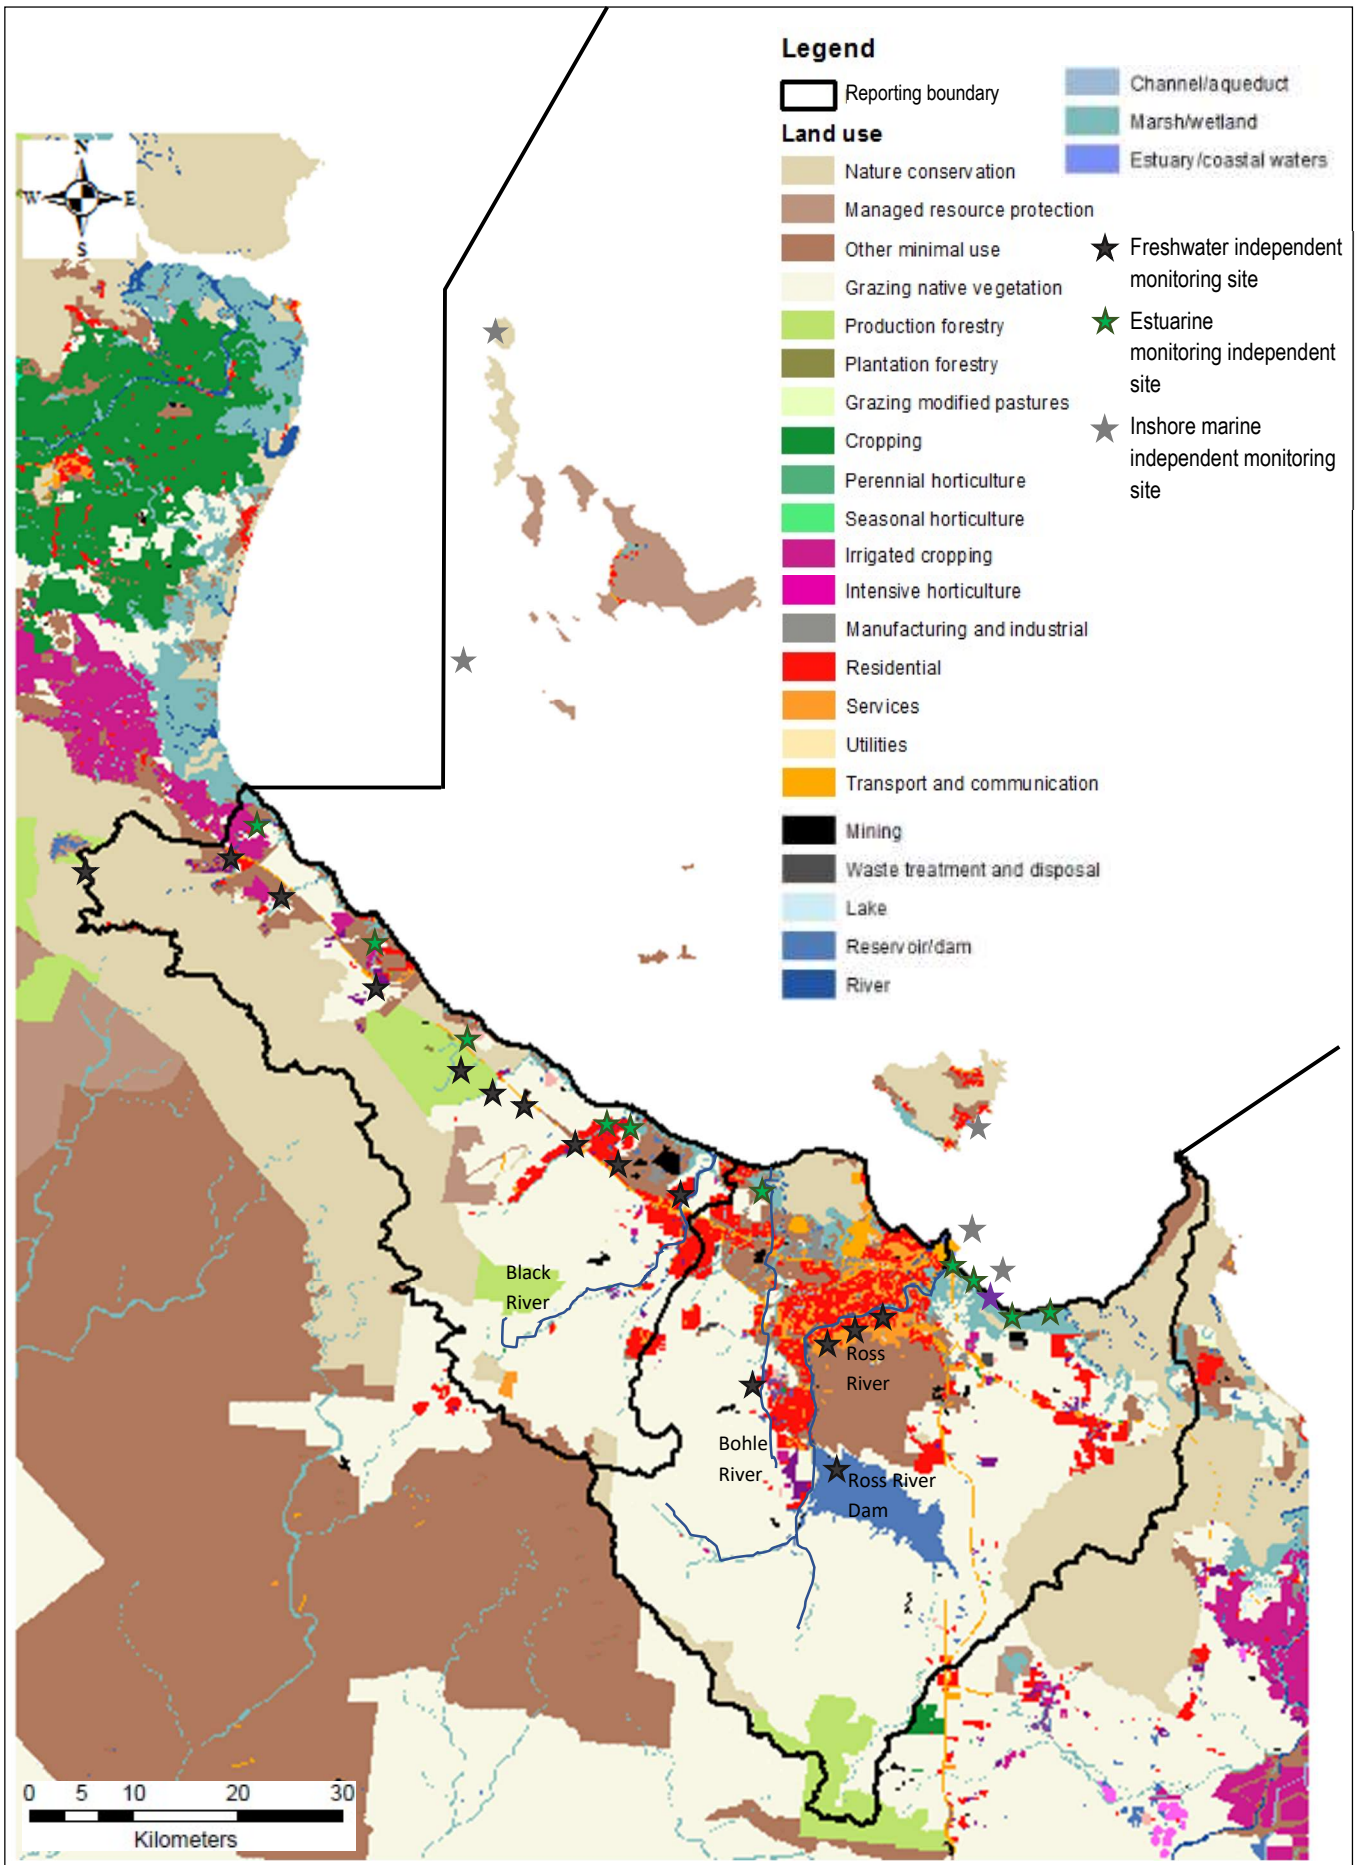 Legend
Reporting boundary
Land use
Nature conservation
Managed resource protection
Other minimal use
Grazing native vegetation
Production forestry
Plantation forestry
Grazing modified pastures
Cropping
Perennial horticulture
Seasonal horticulture
Irrigated cropping
Intensive horticulture
Manufacturing and industrial
Residential
Services
Utilities
Transport and communication
Mining
Waste treatment and disposal
Lake
Reservoir/dam
River
Channel/aqueduct
Marsh/wetland
Estuary/coastal waters
Freshwater independent
monitoring site
Estuarine
monitoring independent
site
Inshore marine
independent monitoring
site
N
W
E
S
Black
River
Ross
River
Bohle
River
Ross River
Dam
0 5 10 20 30
Kilometers